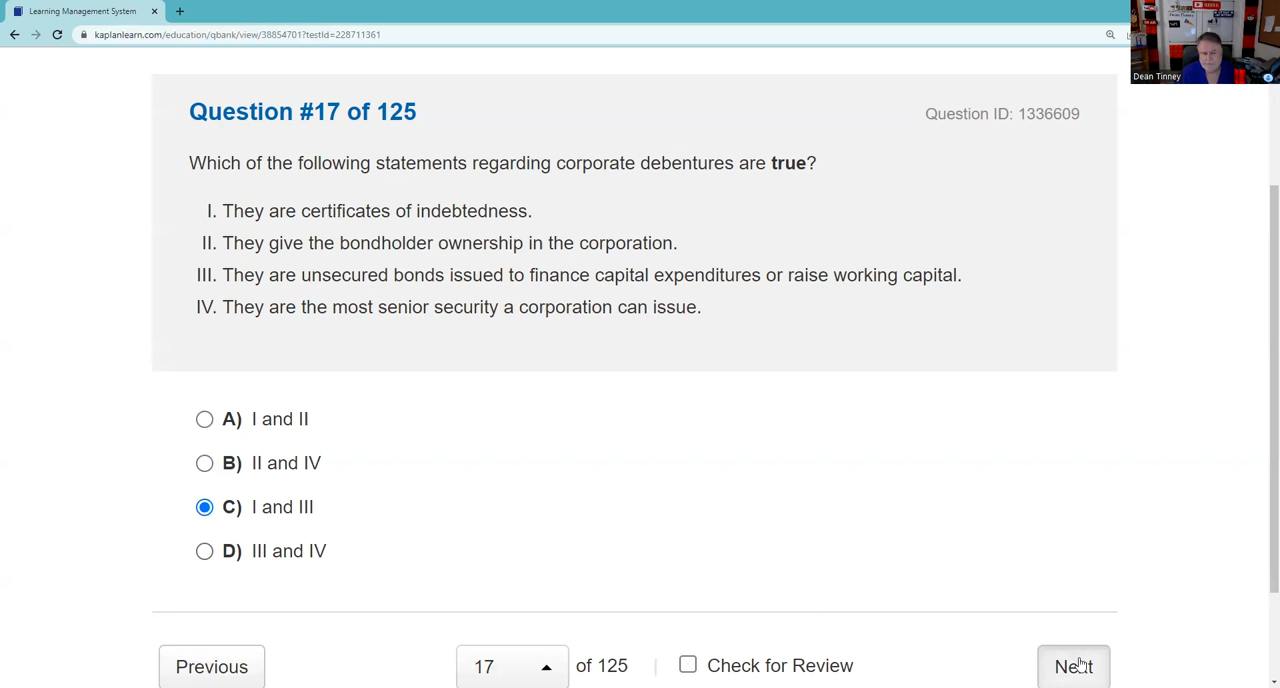 Learning Management System
kaplanlearn.com/education/qbank/view/38854701?testId=228711361
Dean Tinney
Question #17 of 125
Question ID: 1336609
Which of the following statements regarding corporate debentures are true?
I. They are certificates of indebtedness.
II. They give the bondholder ownership in the corporation.
III. They are unsecured bonds issued to finance capital expenditures or raise working capital.
IV. They are the most senior security a corporation can issue.
A) I and II
B) II and IV
C) I and III
D) III and IV
Previous
17
of 125
Check for Review
Next